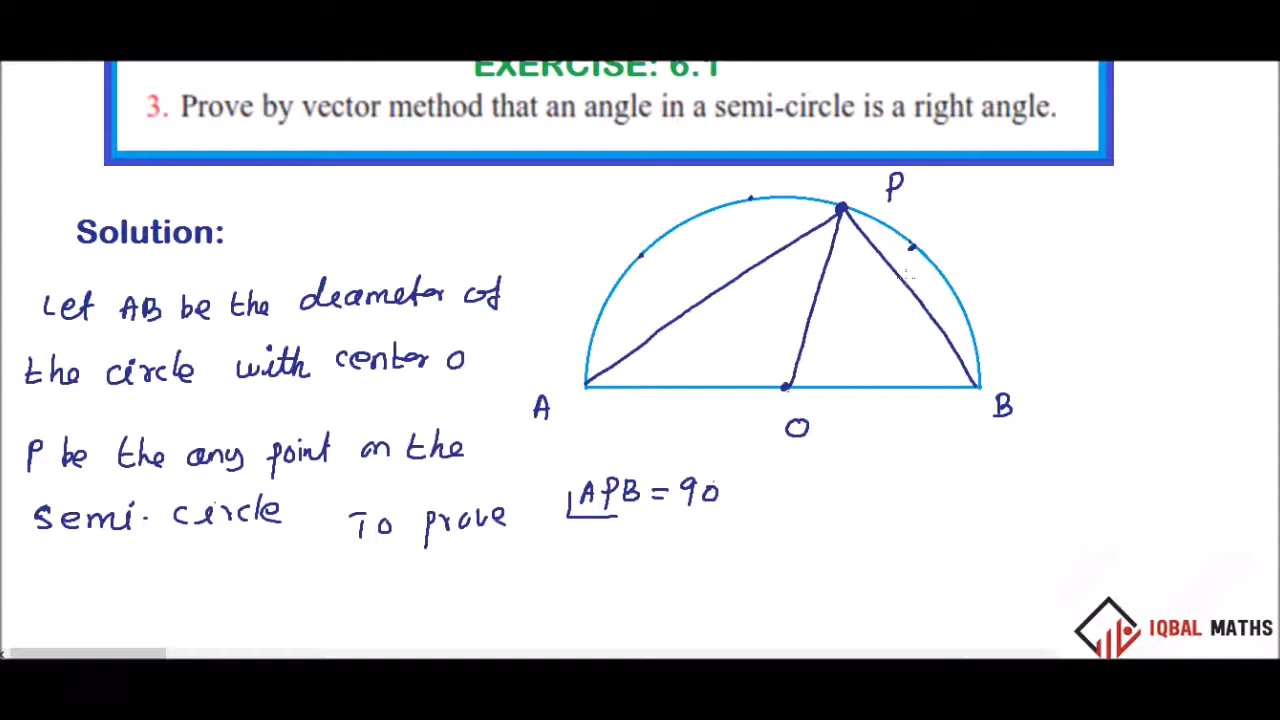 EXERCISE: 6.1
3. Prove by vector method that an angle in a semi-circle is a right angle.
Solution:
Let AB be the deameter of
the circle with center O
P be the any point on the
semi-circle To prove ∠APB = 90
P
A
O
B
IQBAL MATHS